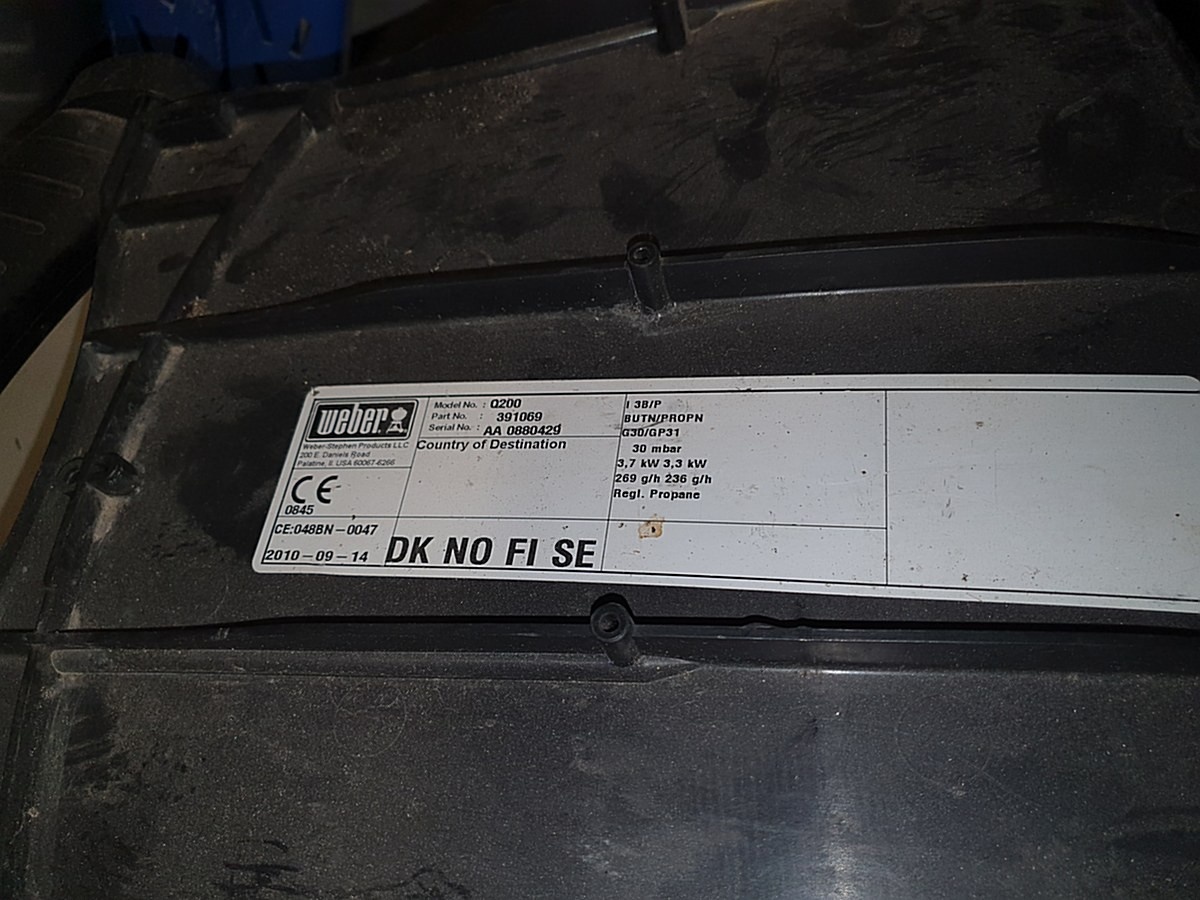 weber
Weber-Stephen Products LLC
200 E. Daniels Road
Palatine, IL USA 60067-6266
CE
0845
CE:048BN-0047
2010-09-14
Model No. : Q200
Part No. : 391069
Serial No. : AA 0880429
Country of Destination
DK NO FI SE
I 3B/P
BUTN/PROPN
G30/GP31
30 mbar
3,7 kW 3,3 kW
269 g/h 236 g/h
Regl. Propane